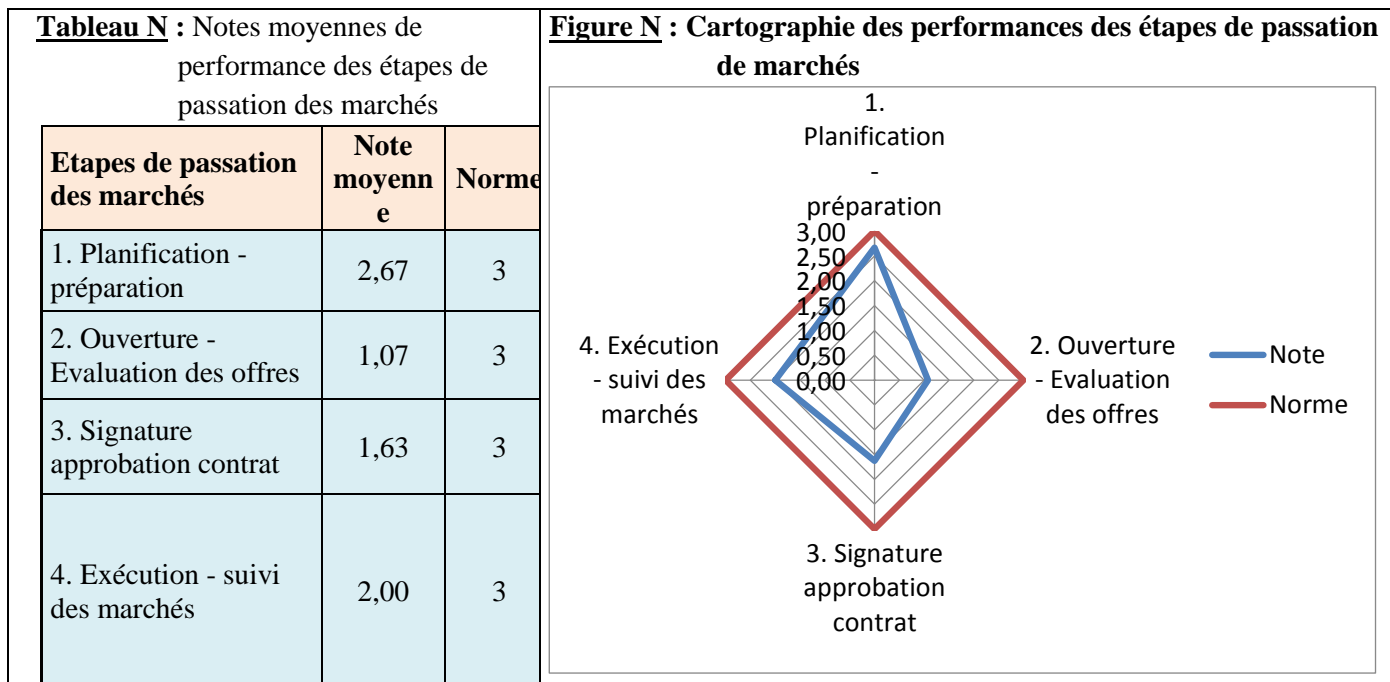 Tableau N : Notes moyennes de
performance des étapes de
passation des marchés
Etapes de passation
des marchés
Note
moyenn
e
Norme
1. Planification -
préparation
2,67
3
2. Ouverture -
Evaluation des offres
1,07
3
3. Signature
approbation contrat
1,63
3
4. Exécution - suivi
des marchés
2,00
3
Figure N : Cartographie des performances des étapes de passation
de marchés
1.
Planification
-
préparation
3,00
2,50
2,00
1,50
1,00
0,50
0,00
2. Ouverture
- Evaluation
des offres
3. Signature
approbation
contrat
4. Exécution
- suivi des
marchés
Note
Norme